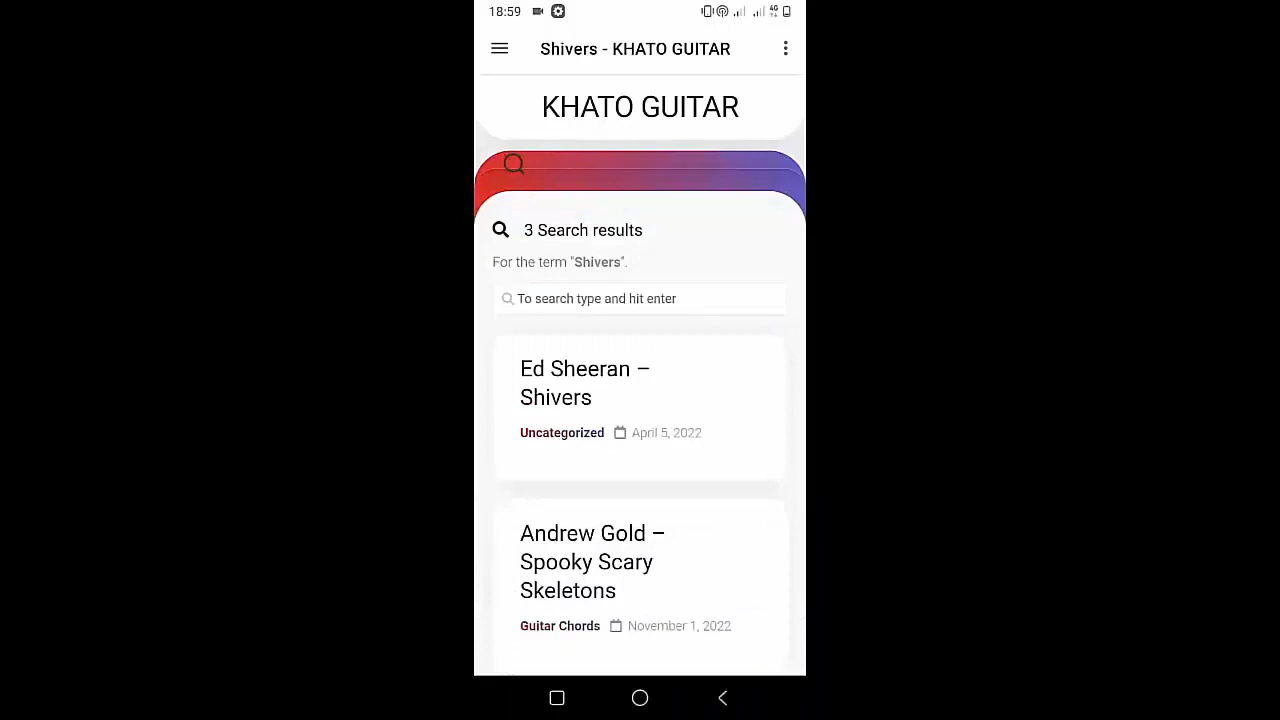 18:59
4G
Shivers - KHATO GUITAR
KHATO GUITAR
3 Search results
For the term "Shivers".
To search type and hit enter
Ed Sheeran –
Shivers
Uncategorized April 5, 2022
Andrew Gold –
Spooky Scary
Skeletons
Guitar Chords November 1, 2022